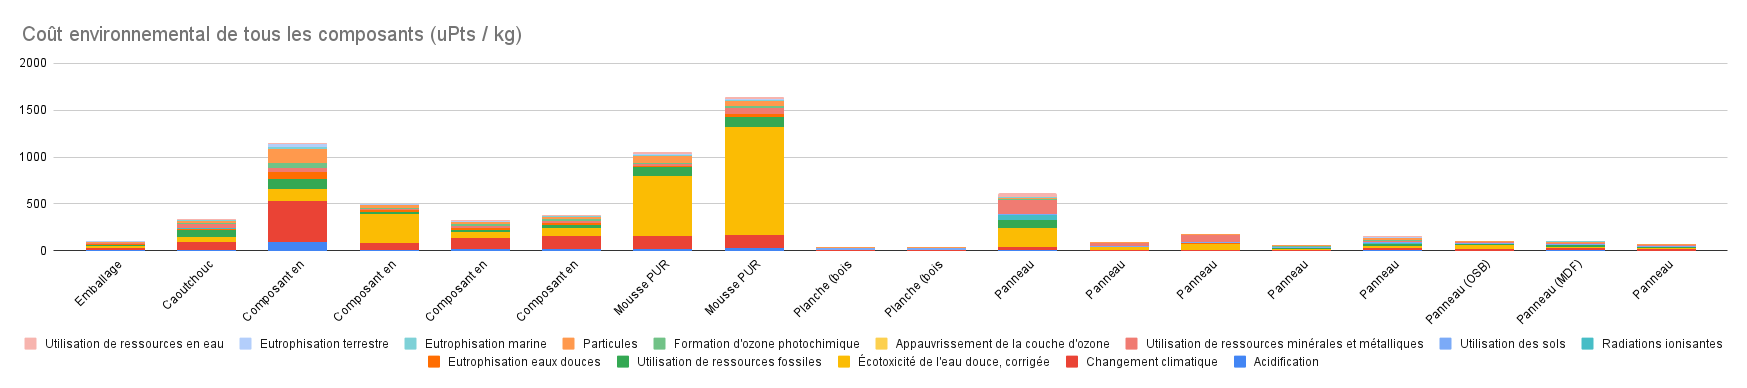 Coût environnemental de tous les composants (uPts / kg)
2000
1500
1000
500
0
Emballage
Caoutchouc
Composant en
Composant en
Composant en
Composant en
Mousse PUR
Mousse PUR
Planche (bois
Planche (bois
Panneau
Panneau
Panneau
Panneau
Panneau
Panneau (OSB)
Panneau (MDF)
Panneau
Utilisation de ressources en eau Eutrophisation terrestre Eutrophisation marine Particules Formation d'ozone photochimique Appauvrissement de la couche d'ozone Utilisation de ressources minérales et métalliques Utilisation des sols Radiations ionisantes
Eutrophisation eaux douces Utilisation de ressources fossiles Écotoxicité de l'eau douce, corrigée Changement climatique Acidification